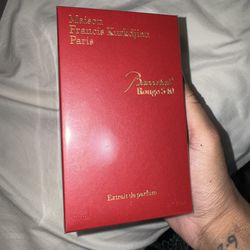 Maison
Francis Kurkdjian
Paris
Baccarat
Rouge 540
Extrait de parfum